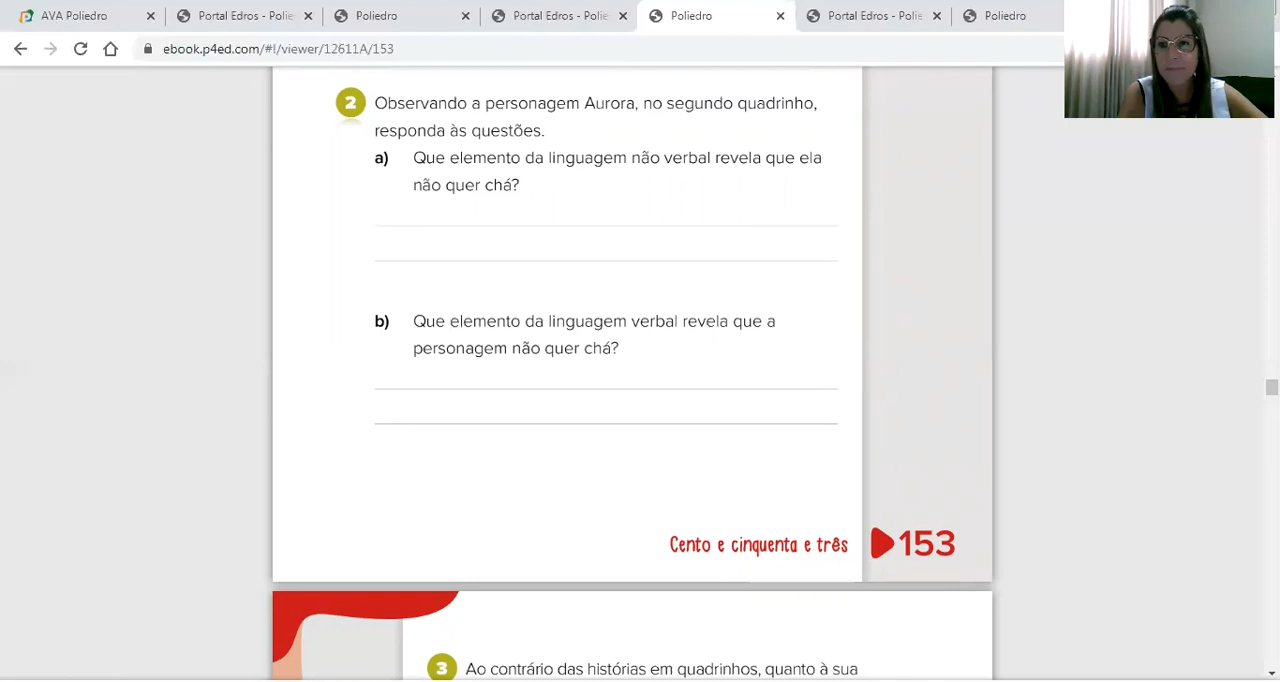 AVA Poliedro
Portal Edros - Polie
Poliedro
Portal Edros - Polie
Poliedro
Portal Edros - Polie
Poliedro
ebook.p4ed.com/#!/viewer/12611A/153
2 Observando a personagem Aurora, no segundo quadrinho,
responda às questões.
a) Que elemento da linguagem não verbal revela que ela
não quer chá?
b) Que elemento da linguagem verbal revela que a
personagem não quer chá?
Cento e cinquenta e três 153
3 Ao contrário das histórias em quadrinhos, quanto à sua